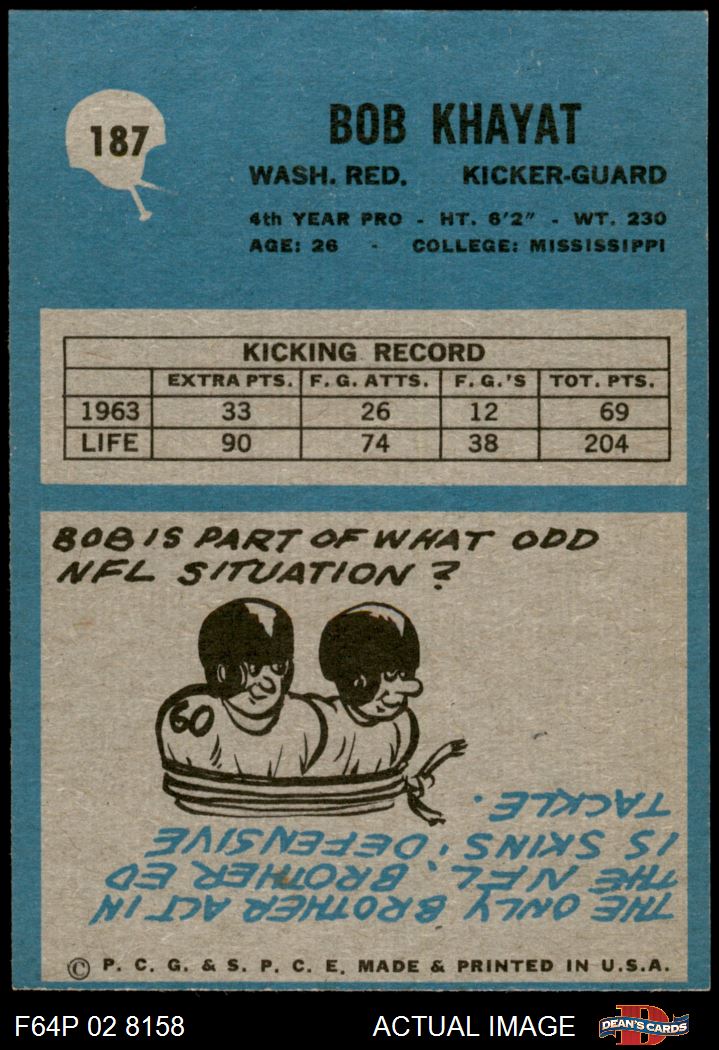 187
BOB KHAYAT
WASH. RED. KICKER-GUARD
4th YEAR PRO - HT. 6'2" - WT. 230
AGE: 26 - COLLEGE: MISSISSIPPI
KICKING RECORD
EXTRA PTS. F. G. ATTS. F. G.'S TOT. PTS.
1963 33 26 12 69
LIFE 90 74 38 204
BOB IS PART OF WHAT ODD
NFL SITUATION?
60
THE ONLY BROTHER ACT IN
THE NFL. BROTHER ED
IS SKINS' DEFENSIVE
TACKLE.
© P. C. G. & S. P. C. E. MADE & PRINTED IN U.S.A.
F64P 02 8158 ACTUAL IMAGE
D
DEAN'S CARDS